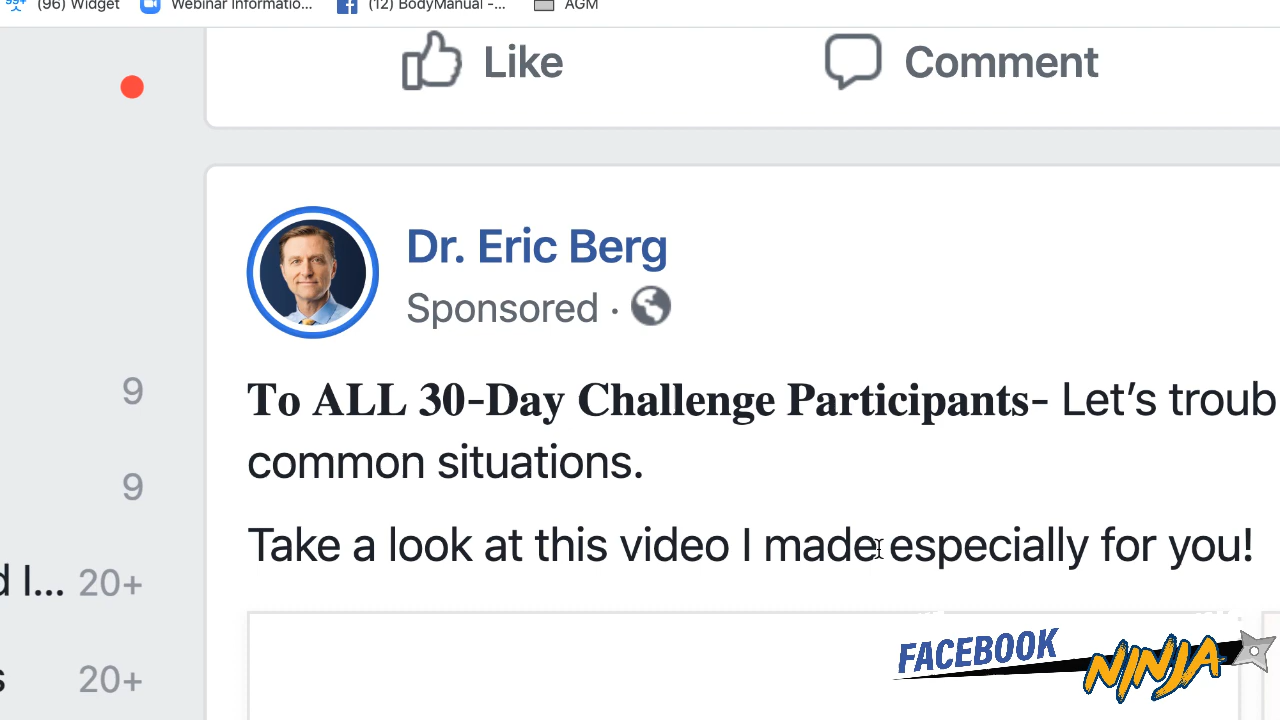 99+ (96) Widget Webinar Informatio... (12) BodyManual -... AGM
Like Comment
Dr. Eric Berg
Sponsored ·
9
To ALL 30-Day Challenge Participants- Let’s troub
common situations.
9
Take a look at this video I made especially for you!
d I... 20+
FACEBOOK NINJA
s 20+